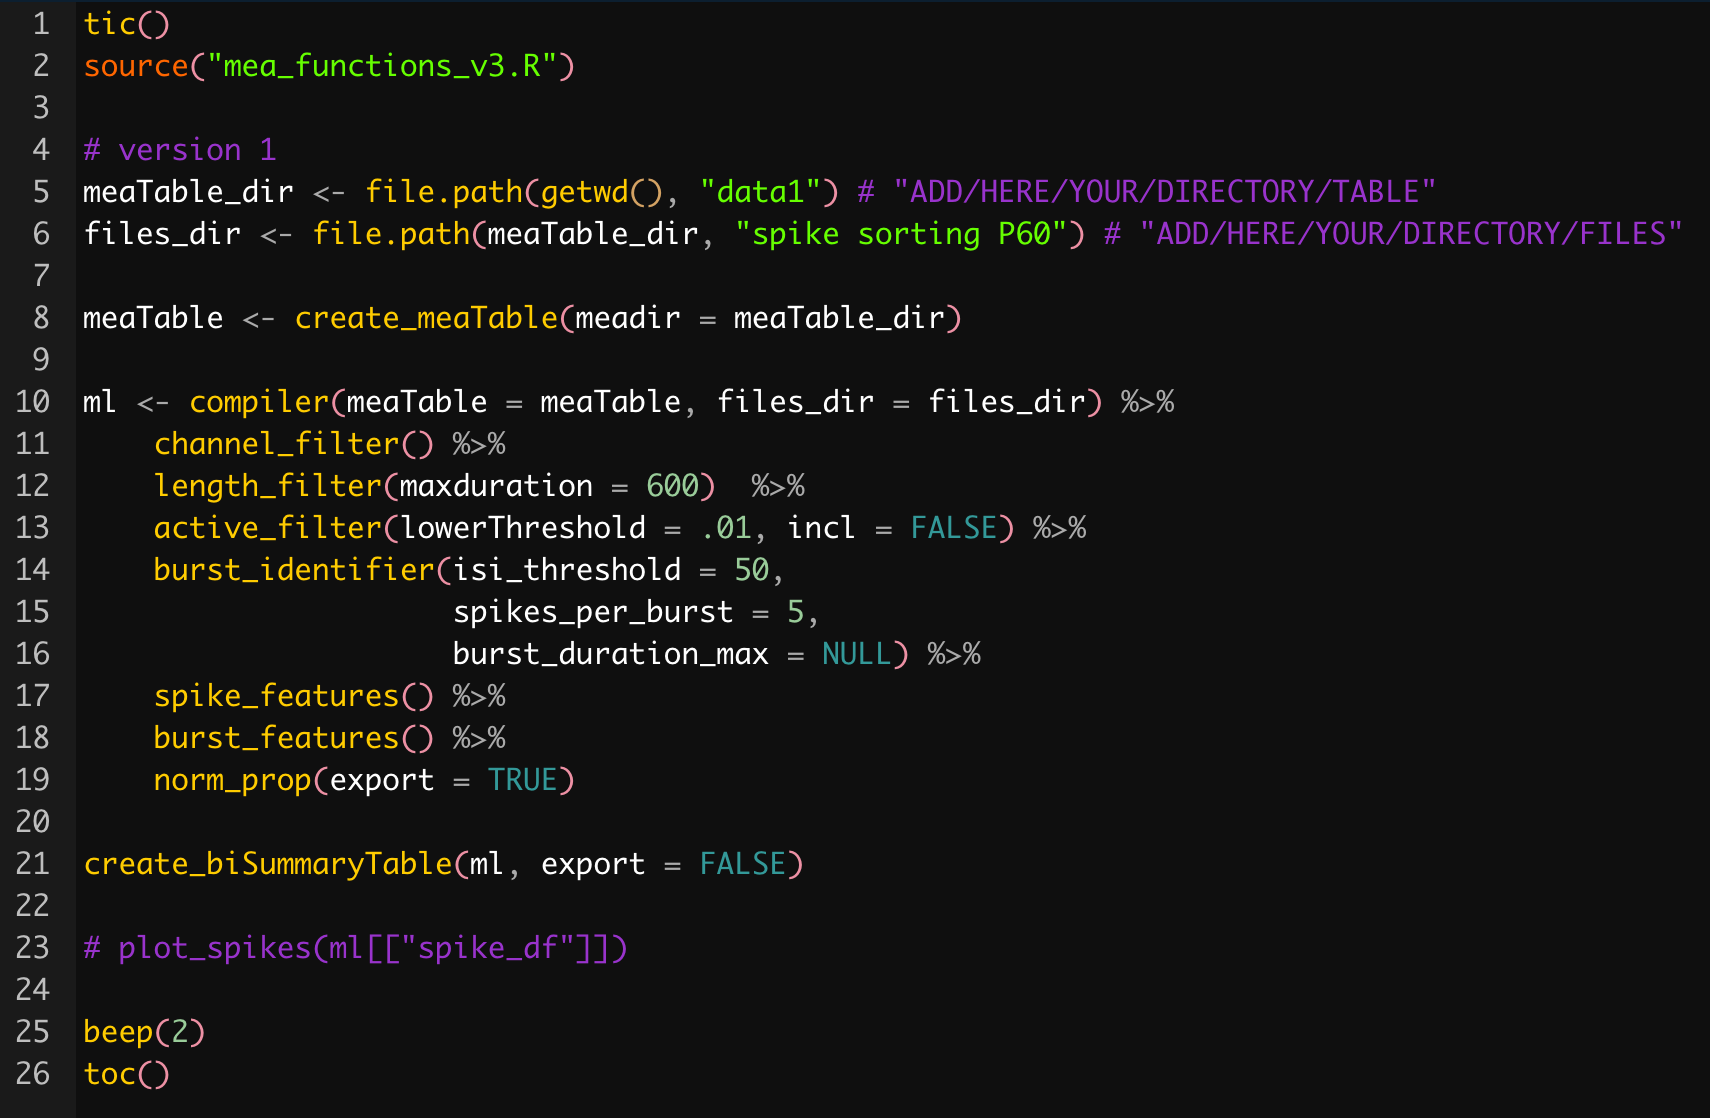 1 tic()
2 source("mea_functions_v3.R")
3
4 # version 1
5 meaTable_dir <- file.path(getwd(), "data1") # "ADD/HERE/YOUR/DIRECTORY/TABLE"
6 files_dir <- file.path(meaTable_dir, "spike sorting P60") # "ADD/HERE/YOUR/DIRECTORY/FILES"
7
8 meaTable <- create_meaTable(meadir = meaTable_dir)
9
10 ml <- compiler(meaTable = meaTable, files_dir = files_dir) %>%
11     channel_filter() %>%
12     length_filter(maxduration = 600)  %>%
13     active_filter(lowerThreshold = .01, incl = FALSE) %>%
14     burst_identifier(isi_threshold = 50,
15                      spikes_per_burst = 5,
16                      burst_duration_max = NULL) %>%
17     spike_features() %>%
18     burst_features() %>%
19     norm_prop(export = TRUE)
20
21 create_biSummaryTable(ml, export = FALSE)
22
23 # plot_spikes(ml[["spike_df"]])
24
25 beep(2)
26 toc()